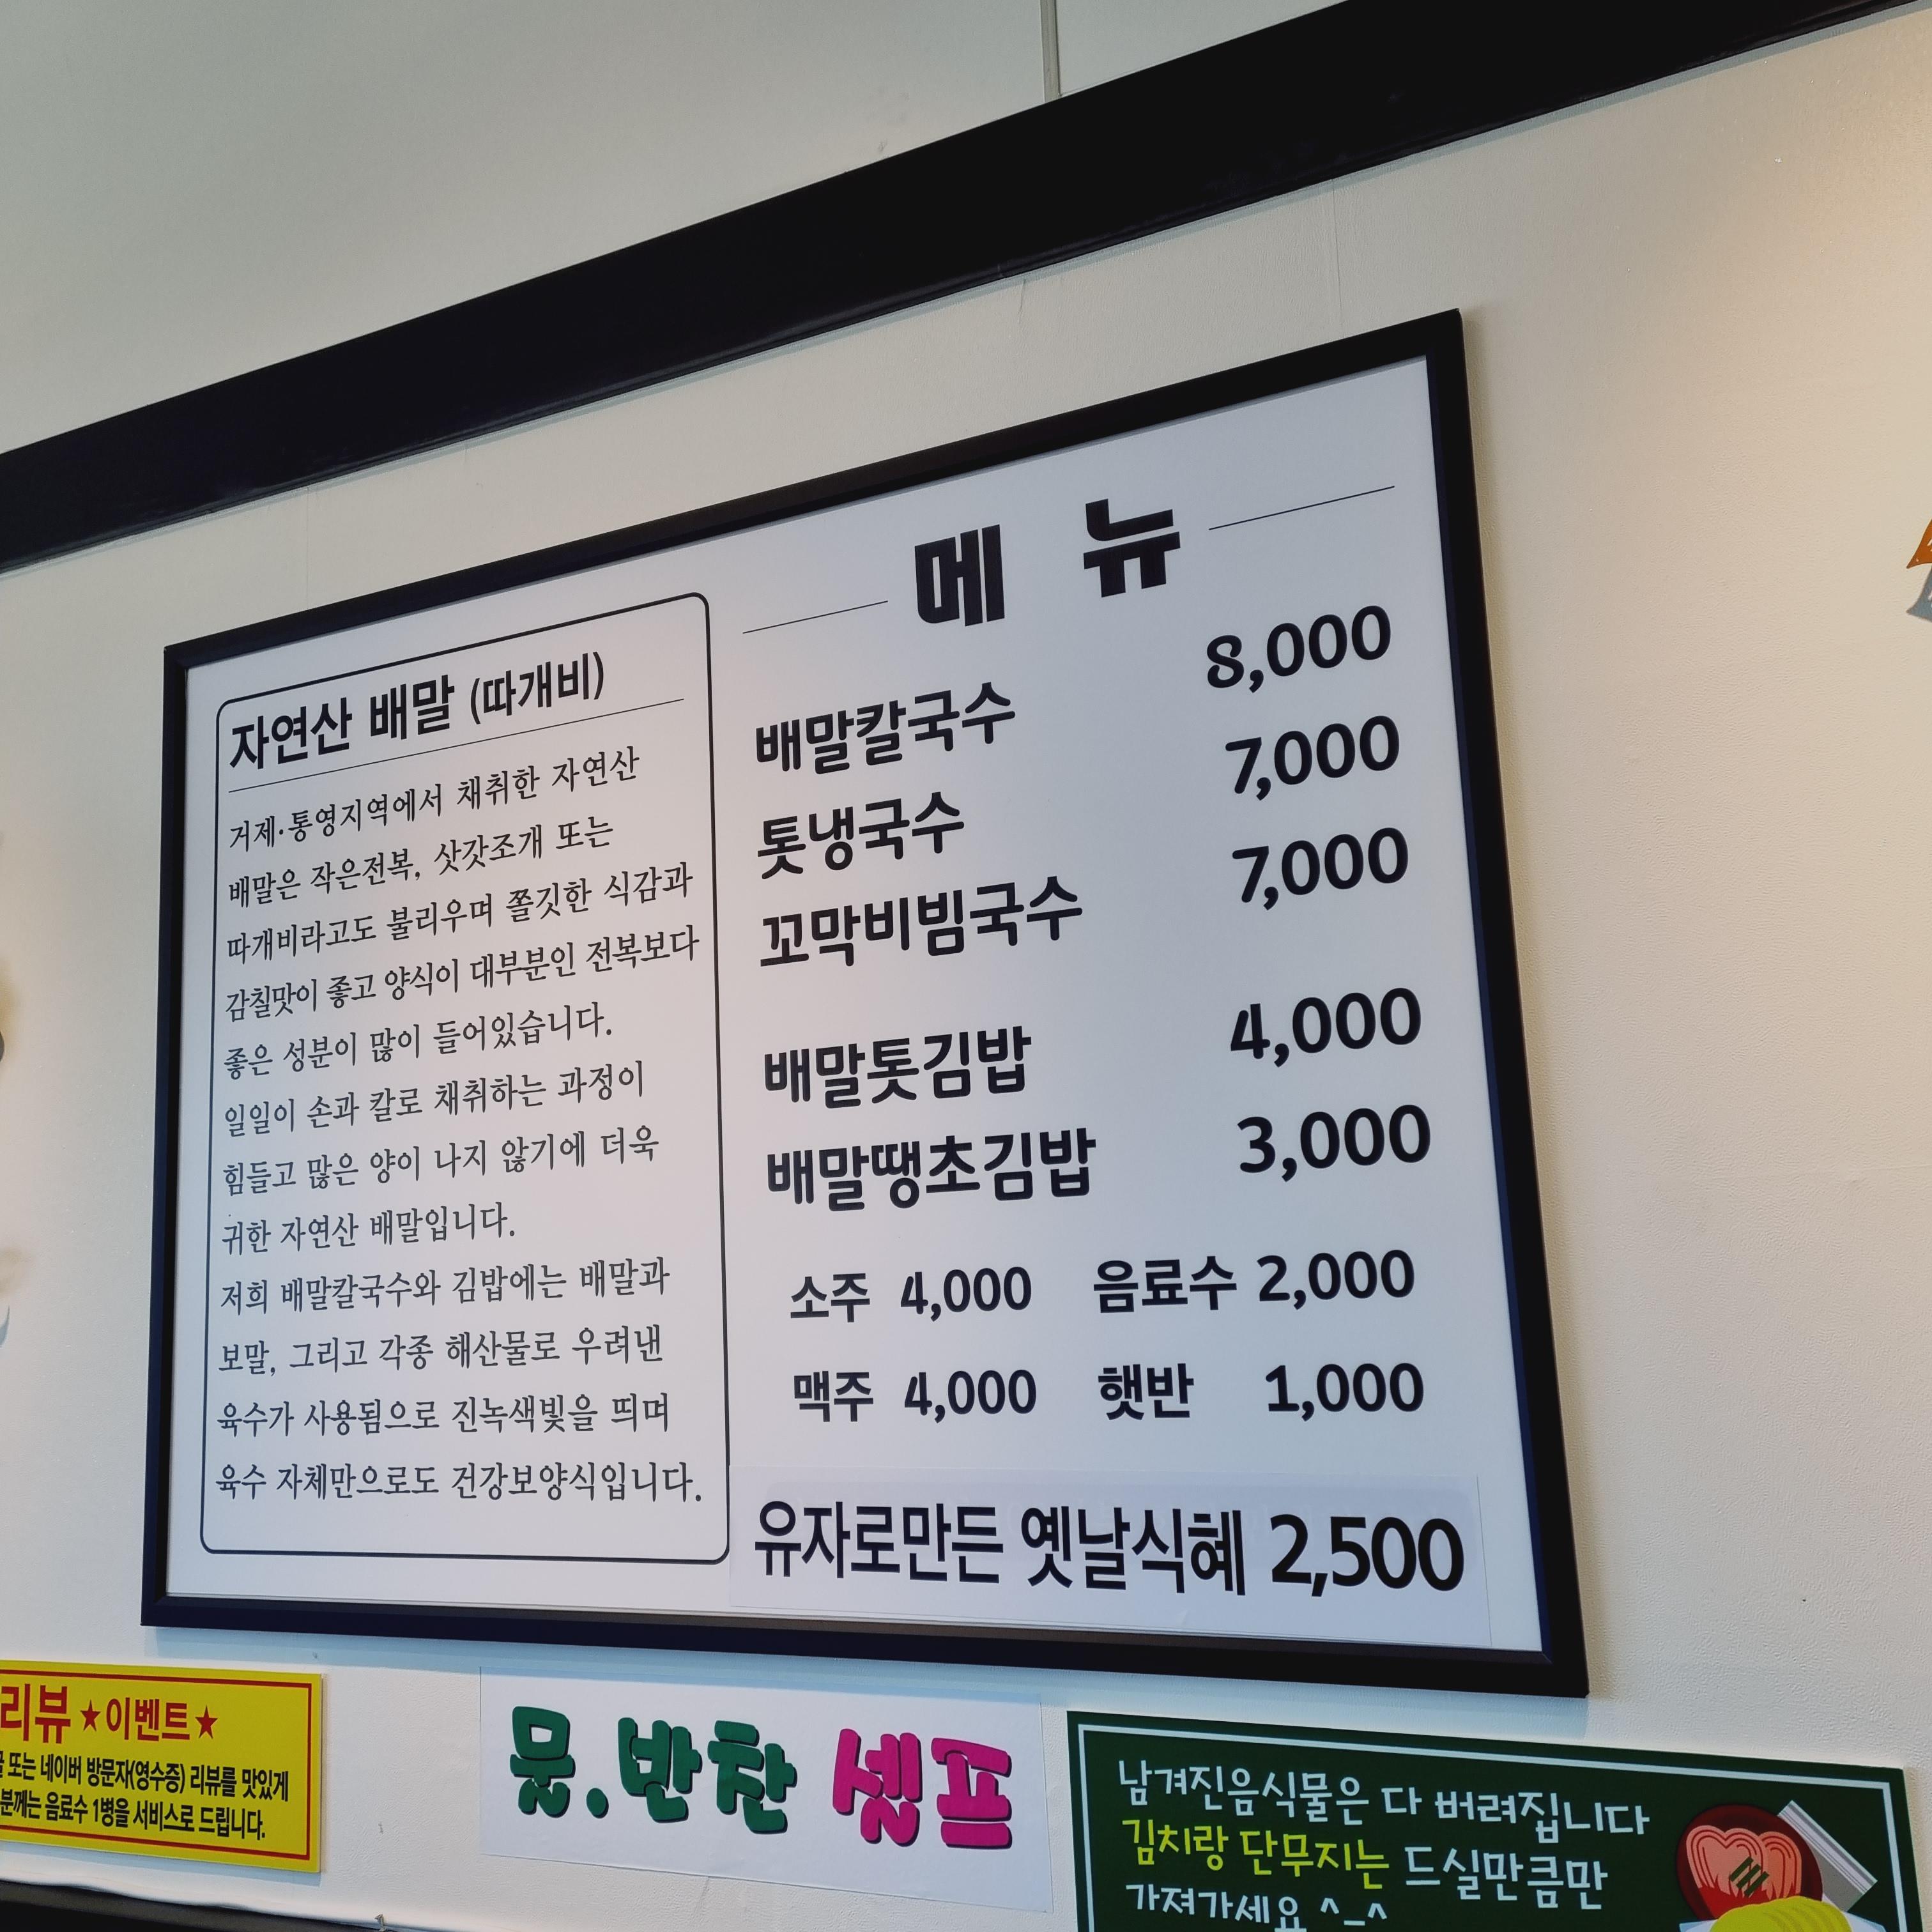 메 뉴
자연산 배말 (따개비)
거제·통영지역에서 채취한 자연산
배말은 작은전복, 삿갓조개 또는
따개비라고도 불리우며 쫄깃한 식감과
감칠맛이 좋고 양식이 대부분인 전복보다
좋은 성분이 많이 들어있습니다.
일일이 손과 칼로 채취하는 과정이
힘들고 많은 양이 나지 않기에 더욱
귀한 자연산 배말입니다.
저희 배말칼국수와 김밥에는 배말과
보말, 그리고 각종 해산물로 우려낸
육수가 사용됨으로 진녹색빛을 띄며
육수 자체만으로도 건강보양식입니다.
배말칼국수 8,000
톳냉국수 7,000
꼬막비빔국수 7,000
배말톳김밥 4,000
배말땡초김밥 3,000
소주 4,000 음료수 2,000
맥주 4,000 햇반 1,000
유자로만든 옛날식혜 2,500
리뷰 ★이벤트★
또는 네이버 방문자(영수증) 리뷰를 맛있게
분께는 음료수 1병을 서비스로 드립니다.
물.반찬 셀프
남겨진음식물은 다 버려집니다
김치랑 단무지는 드실만큼만
가져가세요 ^_^